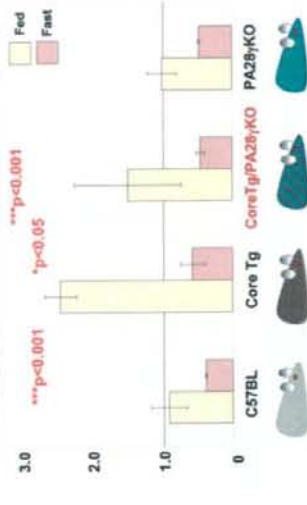 Fed
Fast
***p<0.001
***p<0.001
*p<0.05
3.0
2.0
1.0
0
C57BL
Core Tg
CoreTg/PA28γKO
PA28γKO